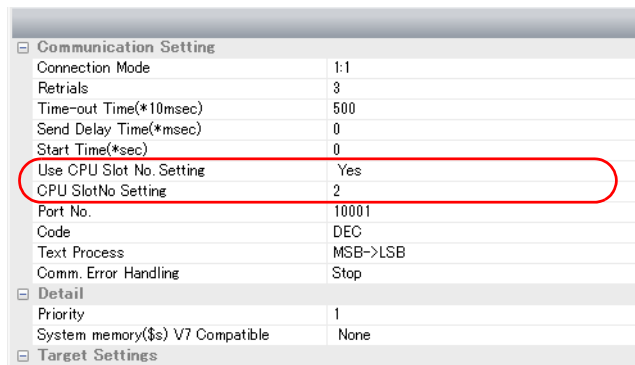 Communication Setting
Connection Mode 1:1
Retrials 3
Time-out Time(*10msec) 500
Send Delay Time(*msec) 0
Start Time(*sec) 0
Use CPU Slot No. Setting Yes
CPU SlotNo Setting 2
Port No. 10001
Code DEC
Text Process MSB->LSB
Comm. Error Handling Stop
Detail
Priority 1
System memory($s) V7 Compatible None
Target Settings